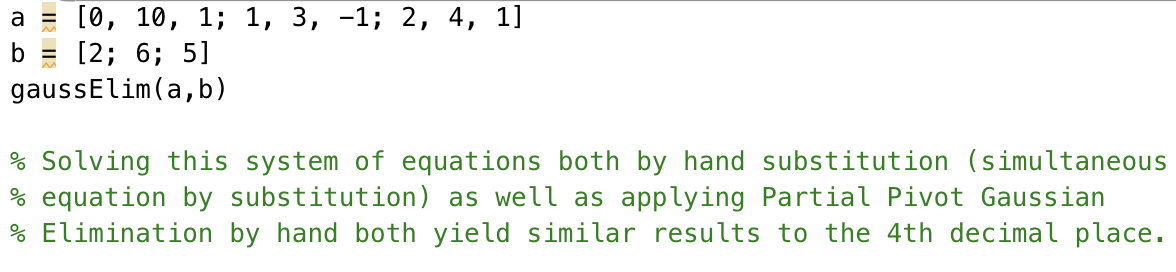 a = [0, 10, 1; 1, 3, −1; 2, 4, 1]
b = [2; 6; 5]
gaussElim(a,b)
% Solving this system of equations both by hand substitution (simultaneous
% equation by substitution) as well as applying Partial Pivot Gaussian
% Elimination by hand both yield similar results to the 4th decimal place.